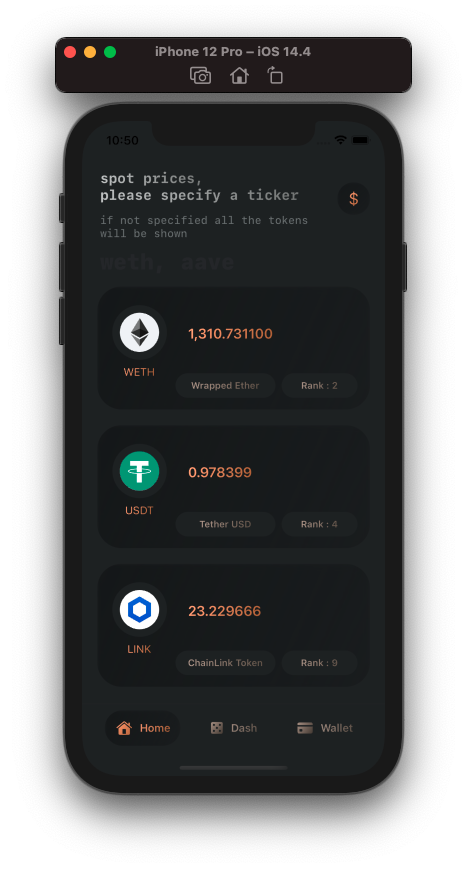 iPhone 12 Pro – iOS 14.4
10:50
spot prices,
please specify a ticker
$
if not specified all the tokens
will be shown
weth, aave
1,310.731100
WETH
Wrapped Ether
Rank : 2
0.978399
USDT
Tether USD
Rank : 4
23.229666
LINK
ChainLink Token
Rank : 9
Home
Dash
Wallet